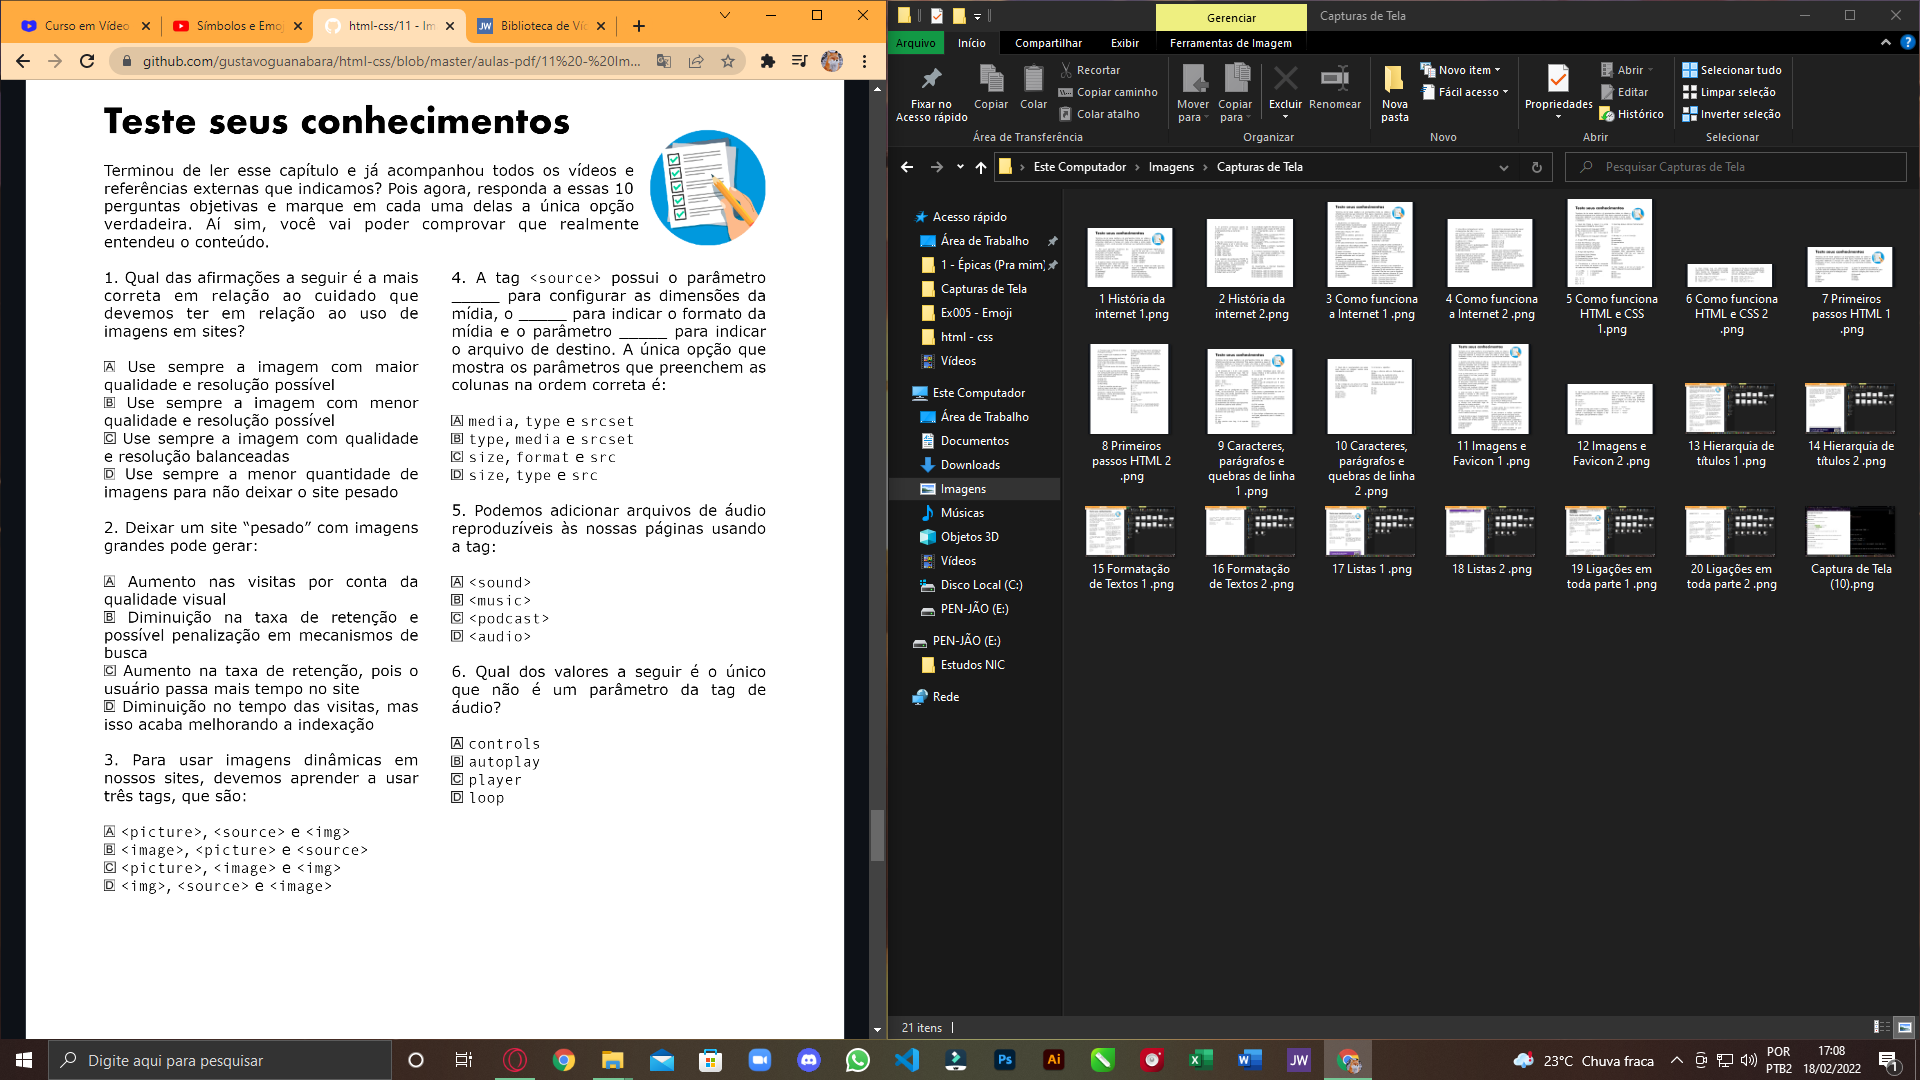 Curso em Vídeo
Símbolos e Emoj
html-css/11 - Im
Biblioteca de Ví
github.com/gustavoguanabara/html-css/blob/master/aulas-pdf/11%20-%20Im...
Teste seus conhecimentos
Terminou de ler esse capítulo e já acompanhou todos os vídeos e
referências externas que indicamos? Pois agora, responda a essas 10
perguntas objetivas e marque em cada uma delas a única opção
verdadeira. Aí sim, você vai poder comprovar que realmente
entendeu o conteúdo.
1. Qual das afirmações a seguir é a mais
correta em relação ao cuidado que
devemos ter em relação ao uso de
imagens em sites?
A Use sempre a imagem com maior
qualidade e resolução possível
B Use sempre a imagem com menor
qualidade e resolução possível
C Use sempre a imagem com qualidade
e resolução balanceadas
D Use sempre a menor quantidade de
imagens para não deixar o site pesado
2. Deixar um site “pesado” com imagens
grandes pode gerar:
A Aumento nas visitas por conta da
qualidade visual
B Diminuição na taxa de retenção e
possível penalização em mecanismos de
busca
C Aumento na taxa de retenção, pois o
usuário passa mais tempo no site
D Diminuição no tempo das visitas, mas
isso acaba melhorando a indexação
3. Para usar imagens dinâmicas em
nossos sites, devemos aprender a usar
três tags, que são:
A <picture>, <source> e <img>
B <image>, <picture> e <source>
C <picture>, <image> e <img>
D <img>, <source> e <image>
4. A tag <source> possui o parâmetro
_____ para configurar as dimensões da
mídia, o _____ para indicar o formato da
mídia e o parâmetro _____ para indicar
o arquivo de destino. A única opção que
mostra os parâmetros que preenchem as
colunas na ordem correta é:
A media, type e srcset
B type, media e srcset
C size, format e src
D size, type e src
5. Podemos adicionar arquivos de áudio
reproduzíveis às nossas páginas usando
a tag:
A <sound>
B <music>
C <podcast>
D <audio>
6. Qual dos valores a seguir é o único
que não é um parâmetro da tag de
áudio?
A controls
B autoplay
C player
D loop
Gerenciar
Capturas de Tela
Arquivo
Início
Compartilhar
Exibir
Ferramentas de Imagem
Fixar no
Acesso rápido
Copiar
Colar
Recortar
Copiar caminho
Colar atalho
Área de Transferência
Mover
para
Copiar
para
Excluir
Renomear
Organizar
Nova
pasta
Novo item
Fácil acesso
Novo
Propriedades
Abrir
Editar
Histórico
Abrir
Selecionar tudo
Limpar seleção
Inverter seleção
Selecionar
Este Computador > Imagens > Capturas de Tela
Pesquisar Capturas de Tela
Acesso rápido
Área de Trabalho
1 - Épicas (Pra mim)
Capturas de Tela
Ex005 - Emoji
html - css
Vídeos
Este Computador
Área de Trabalho
Documentos
Downloads
Imagens
Músicas
Objetos 3D
Vídeos
Disco Local (C:)
PEN-JÃO (E:)
PEN-JÃO (E:)
Estudos NIC
Rede
1 História da
internet 1.png
2 História da
internet 2.png
3 Como funciona
a Internet 1 .png
4 Como funciona
a Internet 2 .png
5 Como funciona
HTML e CSS
1.png
6 Como funciona
HTML e CSS 2
.png
7 Primeiros
passos HTML 1
.png
8 Primeiros
passos HTML 2
.png
9 Caracteres,
parágrafos e
quebras de linha
1 .png
10 Caracteres,
parágrafos e
quebras de linha
2 .png
11 Imagens e
Favicon 1 .png
12 Imagens e
Favicon 2 .png
13 Hierarquia de
títulos 1 .png
14 Hierarquia de
títulos 2 .png
15 Formatação
de Textos 1 .png
16 Formatação
de Textos 2 .png
17 Listas 1 .png
18 Listas 2 .png
19 Ligações em
toda parte 1 .png
20 Ligações em
toda parte 2 .png
Captura de Tela
(10).png
21 itens
Digite aqui para pesquisar
23°C Chuva fraca
POR
PTB2
17:08
18/02/2022